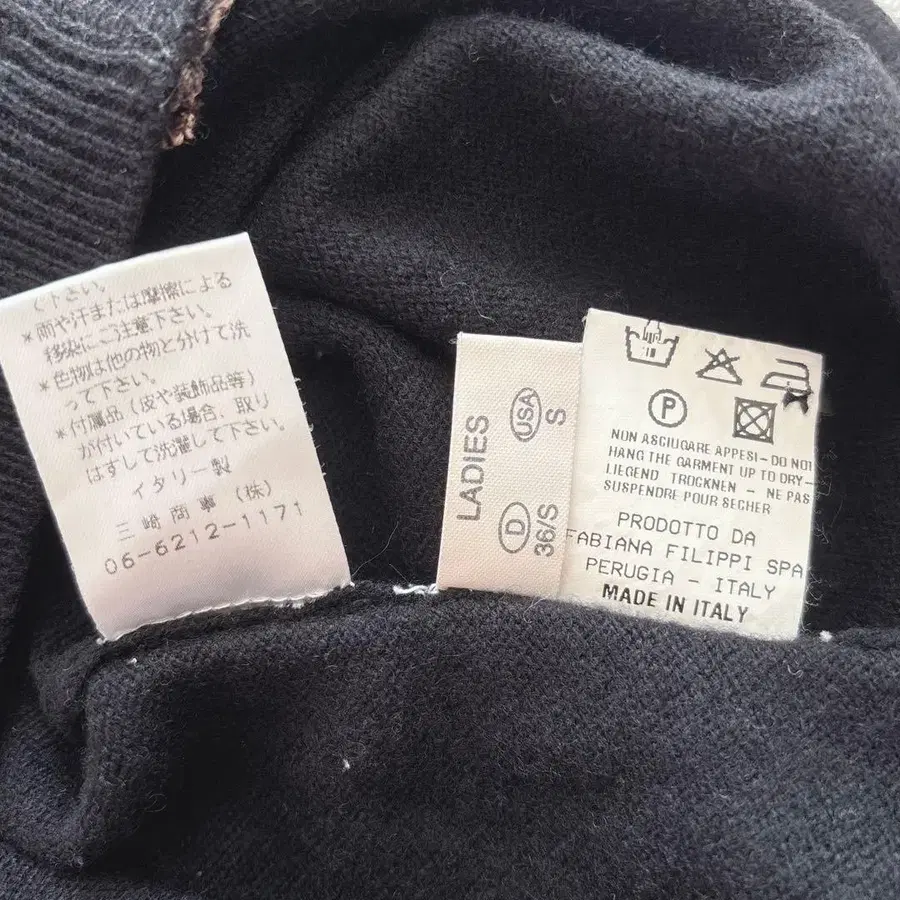 く下さい。
*雨や汗または摩擦による
移染にご注意下さい。
*色物は他の物と分けて洗
って下さい。
*付属品(皮や装飾品等)
が付いている場合、取り
はずして洗濯して下さい。
イタリー製
三崎商事(株)
06-6212-1171
LADIES
USA
S
D
36/S
P
NON ASCIUGARE APPESI-DO NOT
HANG THE GARMENT UP TO DRY-
LIEGEND TROCKNEN - NE PAS
SUSPENDRE POUR SECHER
PRODOTTO DA
FABIANA FILIPPI SPA
PERUGIA - ITALY
MADE IN ITALY